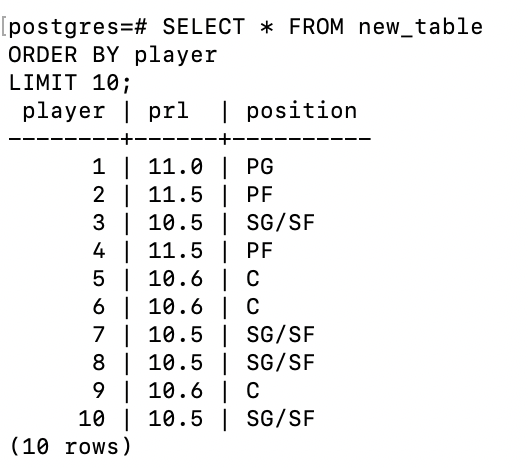 [postgres=# SELECT * FROM new_table
ORDER BY player
LIMIT 10;
 player | prl  | position
--------+------+----------
      1 | 11.0 | PG
      2 | 11.5 | PF
      3 | 10.5 | SG/SF
      4 | 11.5 | PF
      5 | 10.6 | C
      6 | 10.6 | C
      7 | 10.5 | SG/SF
      8 | 10.5 | SG/SF
      9 | 10.6 | C
     10 | 10.5 | SG/SF
(10 rows)